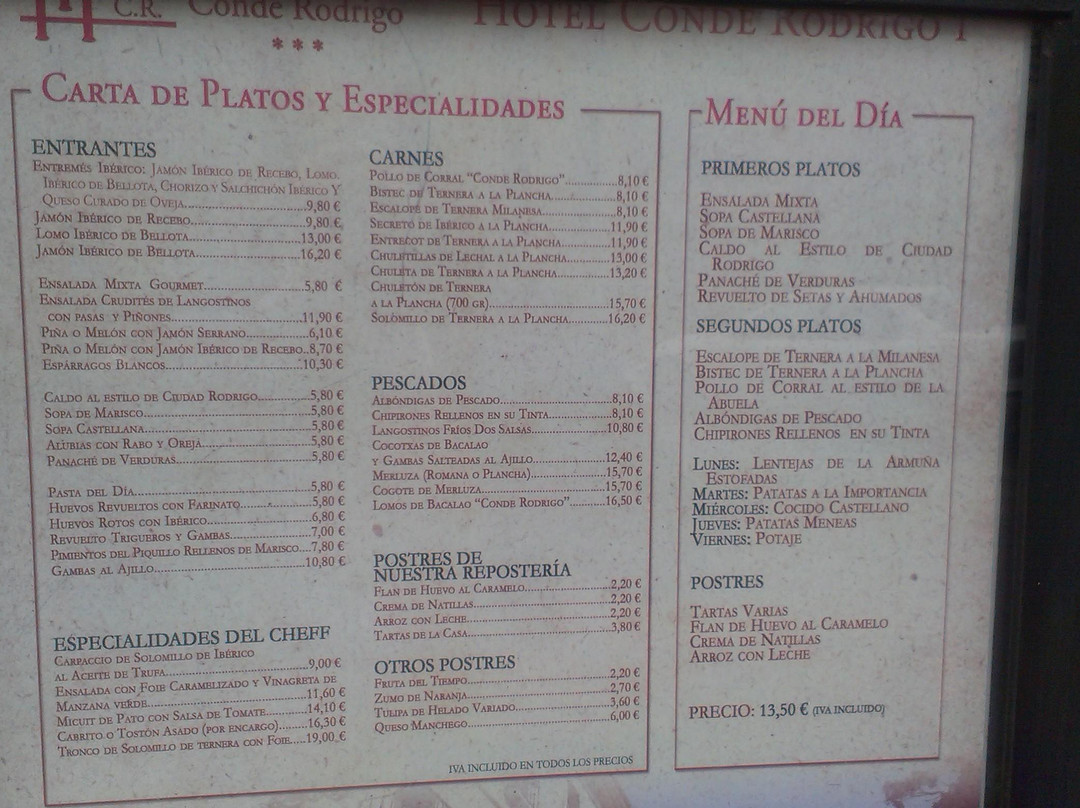 C.R.
Conde Rodrigo
***
HOTEL CONDE RODRIGO I
CARTA DE PLATOS Y ESPECIALIDADES
ENTRANTES
ENTREMÉS IBÉRICO: JAMÓN IBÉRICO DE RECEBO, LOMO
IBÉRICO DE BELLOTA, CHORIZO Y SALCHICHÓN IBÉRICO Y
QUESO CURADO DE OVEJA...9,80 €
JAMÓN IBÉRICO DE RECEBO...9,80 €
LOMO IBÉRICO DE BELLOTA...13,00 €
JAMÓN IBÉRICO DE BELLOTA...16,20 €
ENSALADA MIXTA GOURMET...5,80 €
ENSALADA CRUDITÉS DE LANGOSTINOS
CON PASAS Y PIÑONES...11,90 €
PIÑA O MELÓN CON JAMÓN SERRANO...6,10 €
PIÑA O MELÓN CON JAMÓN IBÉRICO DE RECEBO..8,70 €
ESPÁRRAGOS BLANCOS...10,30 €
CALDO AL ESTILO DE CIUDAD RODRIGO...5,80 €
SOPA DE MARISCO...5,80 €
SOPA CASTELLANA...5,80 €
ALUBIAS CON RABO Y OREJA...5,80 €
PANACHÉ DE VERDURAS...5,80 €
PASTA DEL DÍA...5,80 €
HUEVOS REVUELTOS CON FARINATO...5,80 €
HUEVOS ROTOS CON IBÉRICO...6,80 €
REVUELTO TRIGUEROS Y GAMBAS...7,00 €
PIMIENTOS DEL PIQUILLO RELLENOS DE MARISCO...7,80 €
GAMBAS AL AJILLO...10,80 €
ESPECIALIDADES DEL CHEFF
CARPACCIO DE SOLOMILLO DE IBÉRICO
AL ACEITE DE TRUFA...9,00 €
ENSALADA CON FOIE CARAMELIZADO Y VINAGRETA DE
MANZANA VERDE...11,60 €
MICUIT DE PATO CON SALSA DE TOMATE...14,10 €
CABRITO O TOSTÓN ASADO (POR ENCARGO)...16,30 €
TRONCO DE SOLOMILLO DE TERNERA CON FOIE...19,00 €
CARNES
POLLO DE CORRAL "CONDE RODRIGO"...8,10 €
BISTEC DE TERNERA A LA PLANCHA...8,10 €
ESCALOPE DE TERNERA MILANESA...8,10 €
SECRETO DE IBÉRICO A LA PLANCHA...11,90 €
ENTRECOT DE TERNERA A LA PLANCHA...11,90 €
CHULITILLAS DE LECHAL A LA PLANCHA...13,00 €
CHULETA DE TERNERA A LA PLANCHA...13,20 €
CHULETÓN DE TERNERA
A LA PLANCHA (700 GR)...15,70 €
SOLOMILLO DE TERNERA A LA PLANCHA...16,20 €
PESCADOS
ALBÓNDIGAS DE PESCADO...8,10 €
CHIPIRONES RELLENOS EN SU TINTA...8,10 €
LANGOSTINOS FRÍOS DOS SALSAS...10,80 €
COCOTXAS DE BACALAO
Y GAMBAS SALTEADAS AL AJILLO...12,40 €
MERLUZA (ROMANA O PLANCHA)...15,70 €
COGOTE DE MERLUZA...15,70 €
LOMOS DE BACALAO "CONDE RODRIGO"...16,50 €
POSTRES DE
NUESTRA REPOSTERÍA
FLAN DE HUEVO AL CARAMELO...2,20 €
CREMA DE NATILLAS...2,20 €
ARROZ CON LECHE...2,20 €
TARTAS DE LA CASA...3,80 €
OTROS POSTRES
FRUTA DEL TIEMPO...2,20 €
ZUMO DE NARANJA...2,70 €
TULIPA DE HELADO VARIADO...3,60 €
QUESO MANCHEGO...6,00 €
IVA INCLUIDO EN TODOS LOS PRECIOS
MENÚ DEL DÍA
PRIMEROS PLATOS
ENSALADA MIXTA
SOPA CASTELLANA
SOPA DE MARISCO
CALDO AL ESTILO DE CIUDAD
RODRIGO
PANACHÉ DE VERDURAS
REVUELTO DE SETAS Y AHUMADOS
SEGUNDOS PLATOS
ESCALOPE DE TERNERA A LA MILANESA
BISTEC DE TERNERA A LA PLANCHA
POLLO DE CORRAL AL ESTILO DE LA
ABUELA
ALBÓNDIGAS DE PESCADO
CHIPIRONES RELLENOS EN SU TINTA
LUNES: LENTEJAS DE LA ARMUÑA
ESTOFADAS
MARTES: PATATAS A LA IMPORTANCIA
MIÉRCOLES: COCIDO CASTELLANO
JUEVES: PATATAS MENEAS
VIERNES: POTAJE
POSTRES
TARTAS VARIAS
FLAN DE HUEVO AL CARAMELO
CREMA DE NATILLAS
ARROZ CON LECHE
PRECIO: 13,50 € (IVA INCLUIDO)